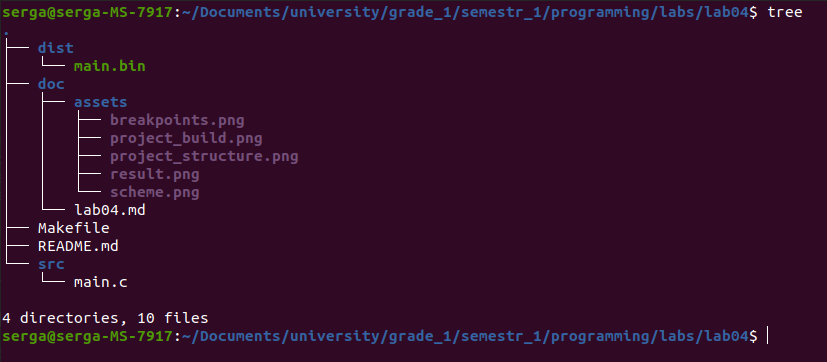 serga@serga-MS-7917:~/Documents/university/grade_1/semestr_1/programming/labs/lab04$ tree
.
├── dist
│   └── main.bin
├── doc
│   ├── assets
│   │   ├── breakpoints.png
│   │   ├── project_build.png
│   │   ├── project_structure.png
│   │   ├── result.png
│   │   └── scheme.png
│   └── lab04.md
├── Makefile
├── README.md
└── src
    └── main.c
4 directories, 10 files
serga@serga-MS-7917:~/Documents/university/grade_1/semestr_1/programming/labs/lab04$